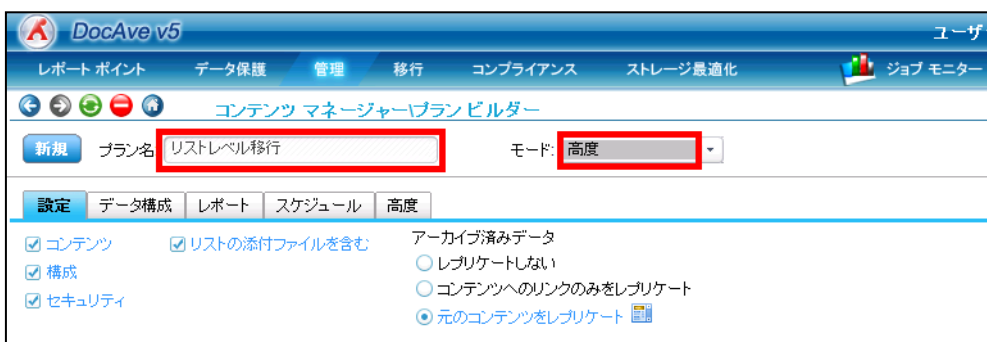 DocAve v5 ユーザ
レポート ポイント データ保護 管理 移行 コンプライアンス ストレージ最適化 ジョブ モニター
コンテンツ マネージャー\プラン ビルダー
新規 プラン名 リストレベル移行 モード: 高度
設定 データ構成 レポート スケジュール 高度
コンテンツ リストの添付ファイルを含む アーカイブ済みデータ
構成 レプリケートしない
セキュリティ コンテンツへのリンクのみをレプリケート
元のコンテンツをレプリケート